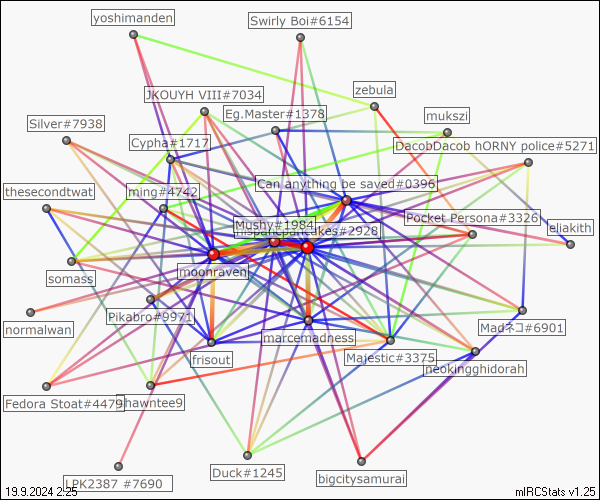 yoshimanden
Swirly Boi#6154
zebula
JKOUYH VIII#7034
Eg.Master#1378
mukszi
Silver#7938
Cypha#1717
DacobDacob hORNY police#5271
thesecondtwat
ming#4742
Can anything be saved#0396
Mushy#1984
Pocket Persona#3326
pancakes#2928
eliakith
somass
moonraven
normalwan
Pikabro#9971
marcemadness
Madネコ#6901
frisout
Majestic#3375
neokingghidorah
Fedora Stoat#4479
hawntee9
LPK2387 #7690
Duck#1245
bigcitysamurai
19.9.2024 2:25
mIRCStats v1.25